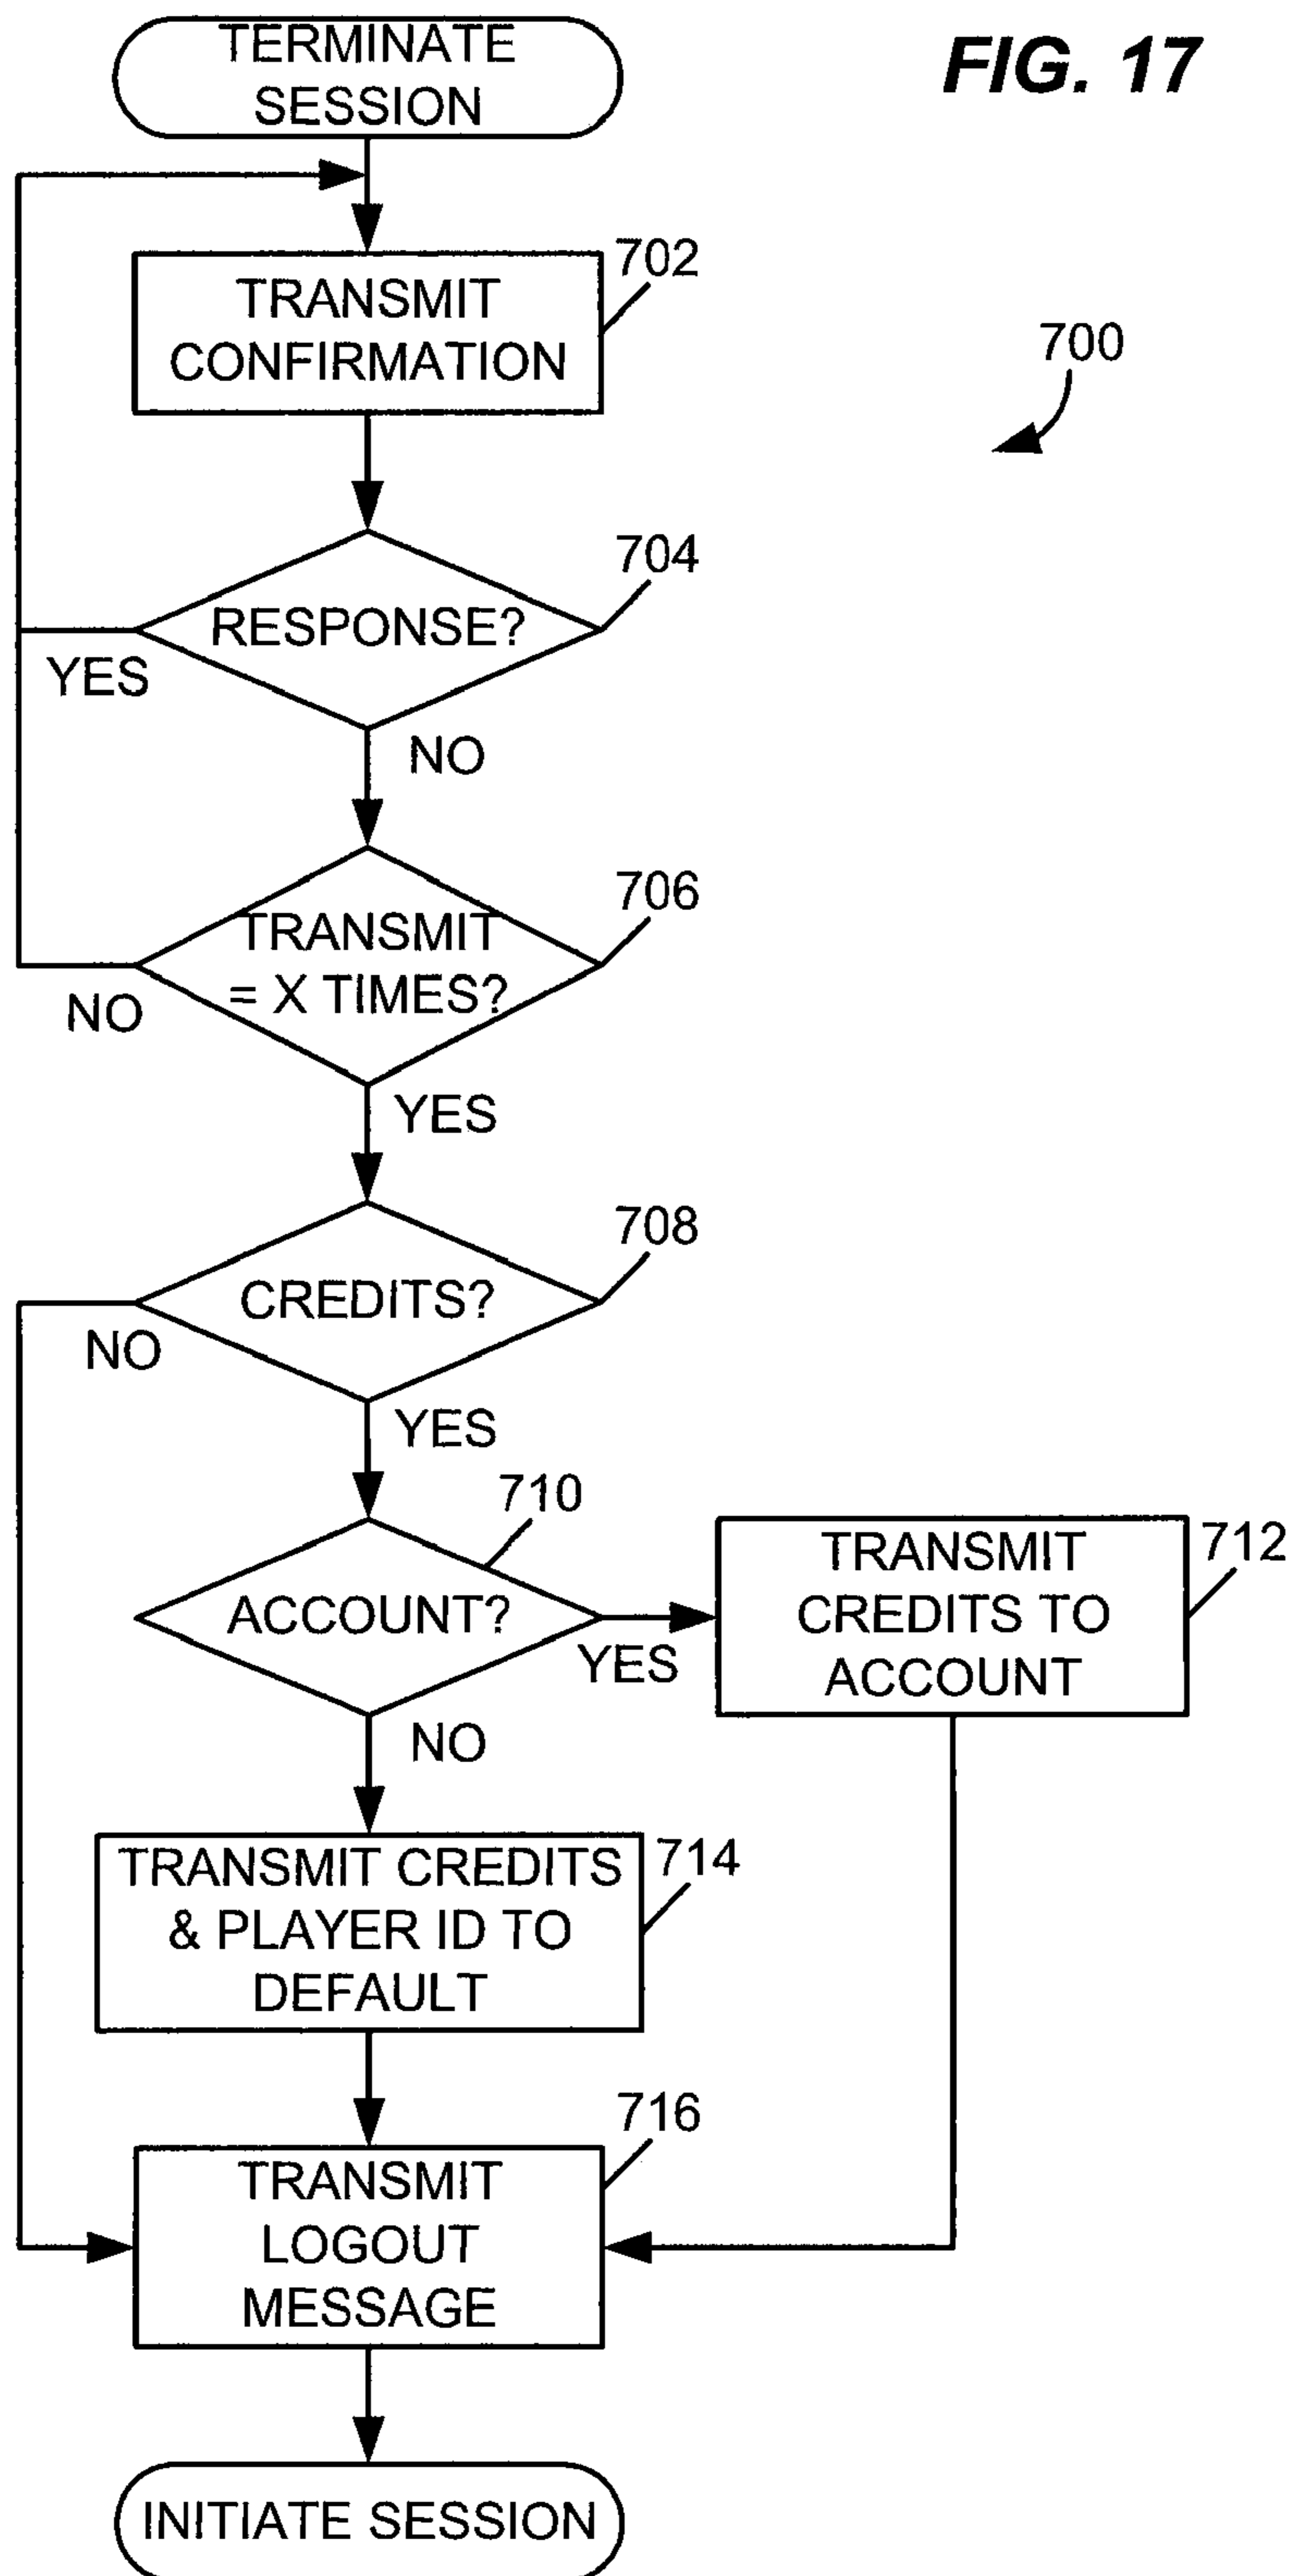 TERMINATE
SESSION
FIG. 17
702
TRANSMIT
CONFIRMATION
700
704
RESPONSE?
YES
NO
706
TRANSMIT
= X TIMES?
NO
YES
708
CREDITS?
NO
YES
710
ACCOUNT?
YES
712
TRANSMIT
CREDITS TO
ACCOUNT
NO
714
TRANSMIT CREDITS
& PLAYER ID TO
DEFAULT
716
TRANSMIT
LOGOUT
MESSAGE
INITIATE SESSION